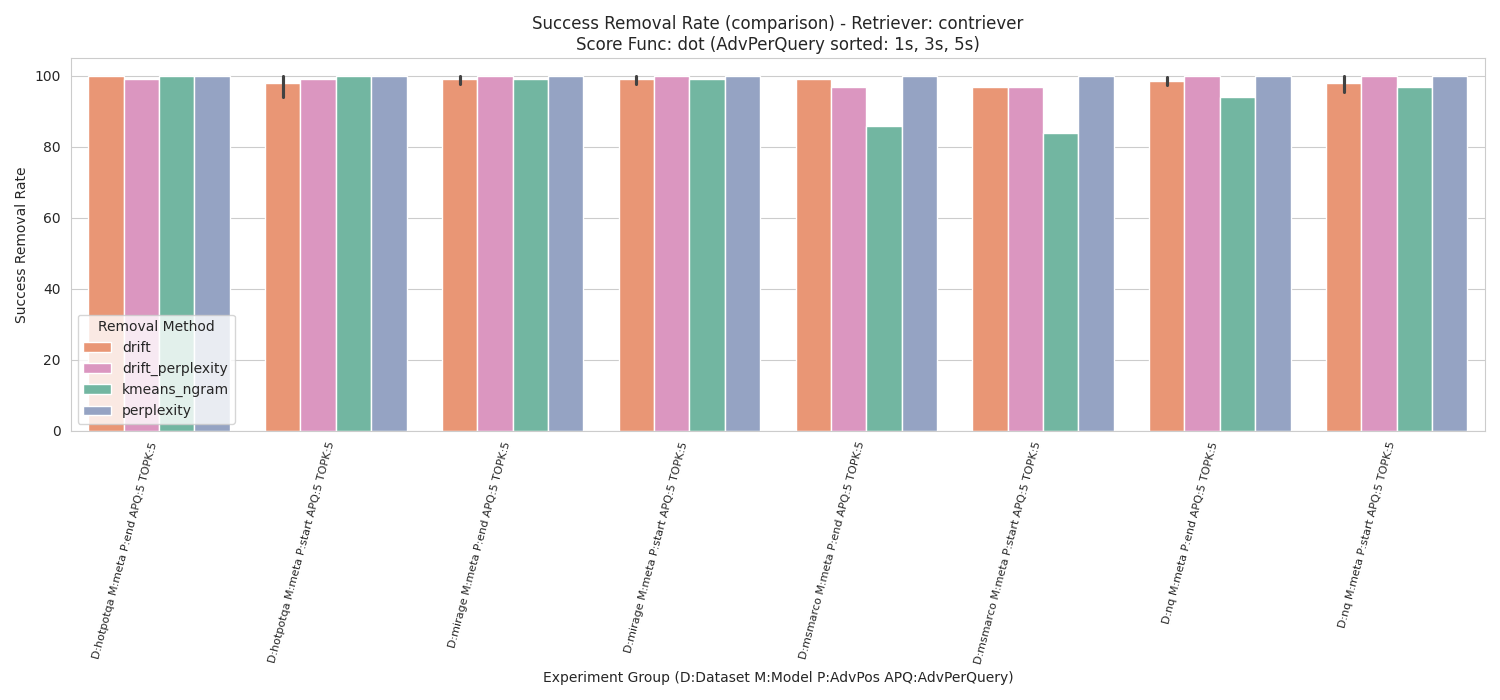 Success Removal Rate (comparison) - Retriever: contriever
Score Func: dot (AdvPerQuery sorted: 1s, 3s, 5s)
Success Removal Rate
100
80
60
40
20
0
Removal Method
drift
drift_perplexity
kmeans_ngram
perplexity
D:hotpotqa M:meta P:end APQ:5 TOPK:5
D:hotpotqa M:meta P:start APQ:5 TOPK:5
D:mirage M:meta P:end APQ:5 TOPK:5
D:mirage M:meta P:start APQ:5 TOPK:5
D:msmarco M:meta P:end APQ:5 TOPK:5
D:msmarco M:meta P:start APQ:5 TOPK:5
D:nq M:meta P:end APQ:5 TOPK:5
D:nq M:meta P:start APQ:5 TOPK:5
Experiment Group (D:Dataset M:Model P:AdvPos APQ:AdvPerQuery)